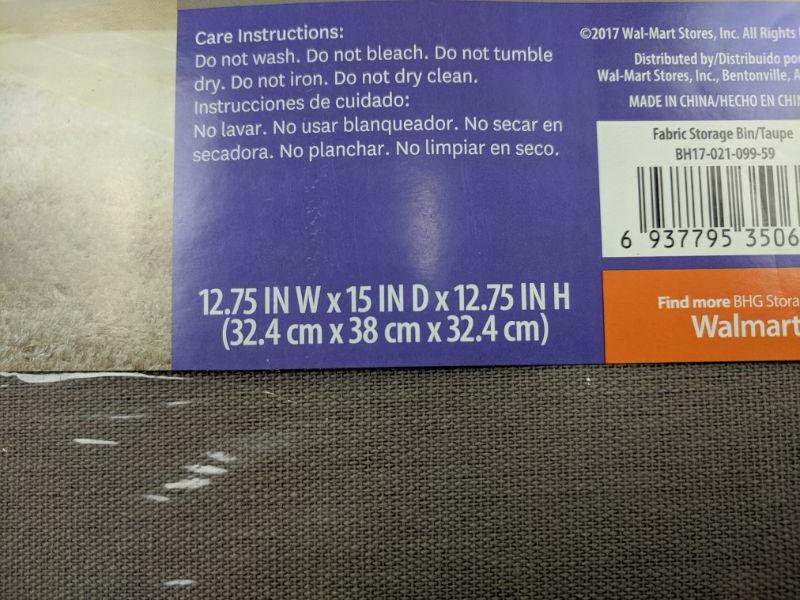 Care Instructions:
Do not wash. Do not bleach. Do not tumble
dry. Do not iron. Do not dry clean.
Instrucciones de cuidado:
No lavar. No usar blanqueador. No secar en
secadora. No planchar. No limpiar en seco.
12.75 IN W x 15 IN D x 12.75 IN H
(32.4 cm x 38 cm x 32.4 cm)
©2017 Wal-Mart Stores, Inc. All Rights
Distributed by/Distribuido por
Wal-Mart Stores, Inc., Bentonville,
MADE IN CHINA/HECHO EN
Fabric Storage Bin/Taupe
BH17-021-099-59
6 937795 3506
Find more BHG
Walmart